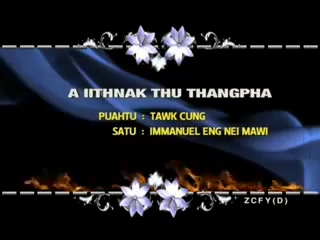 A IITHNAK THU THANGPHA
PUAHTU : TAWK CUNG
SATU : IMMANUEL ENG NEI MAWI
ZCFY(D)